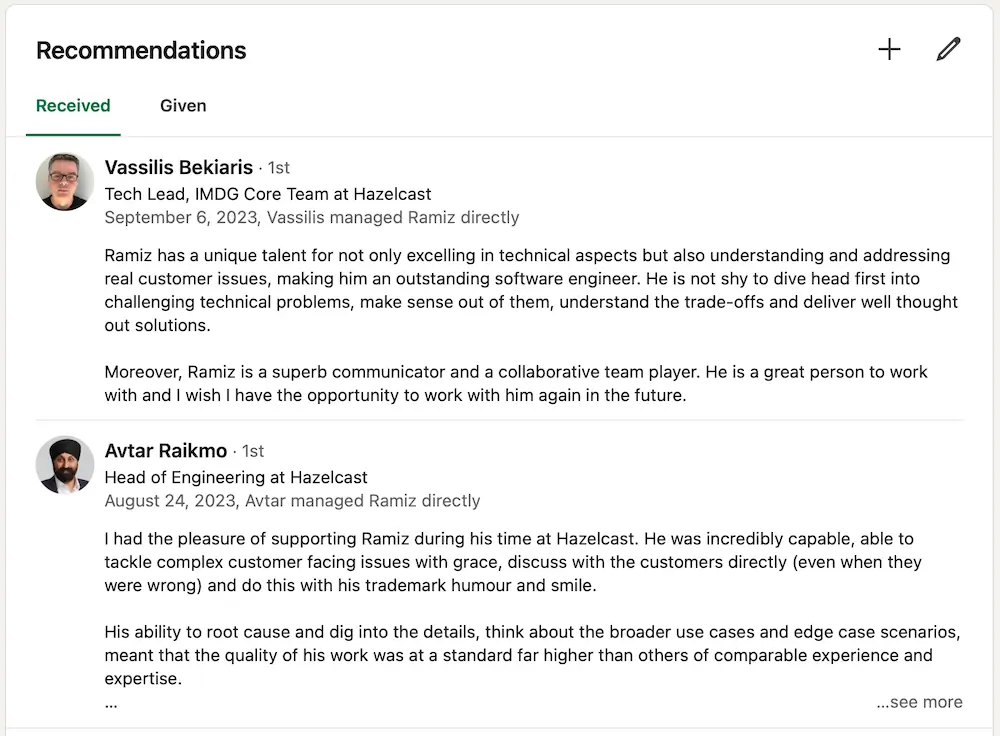 Recommendations
Received
Given
Vassilis Bekiaris · 1st
Tech Lead, IMDG Core Team at Hazelcast
September 6, 2023, Vassilis managed Ramiz directly
Ramiz has a unique talent for not only excelling in technical aspects but also understanding and addressing
real customer issues, making him an outstanding software engineer. He is not shy to dive head first into
challenging technical problems, make sense out of them, understand the trade-offs and deliver well thought
out solutions.
Moreover, Ramiz is a superb communicator and a collaborative team player. He is a great person to work
with and I wish I have the opportunity to work with him again in the future.
Avtar Raikmo · 1st
Head of Engineering at Hazelcast
August 24, 2023, Avtar managed Ramiz directly
I had the pleasure of supporting Ramiz during his time at Hazelcast. He was incredibly capable, able to
tackle complex customer facing issues with grace, discuss with the customers directly (even when they
were wrong) and do this with his trademark humour and smile.
His ability to root cause and dig into the details, think about the broader use cases and edge case scenarios,
meant that the quality of his work was at a standard far higher than others of comparable experience and
expertise.
...
...see more